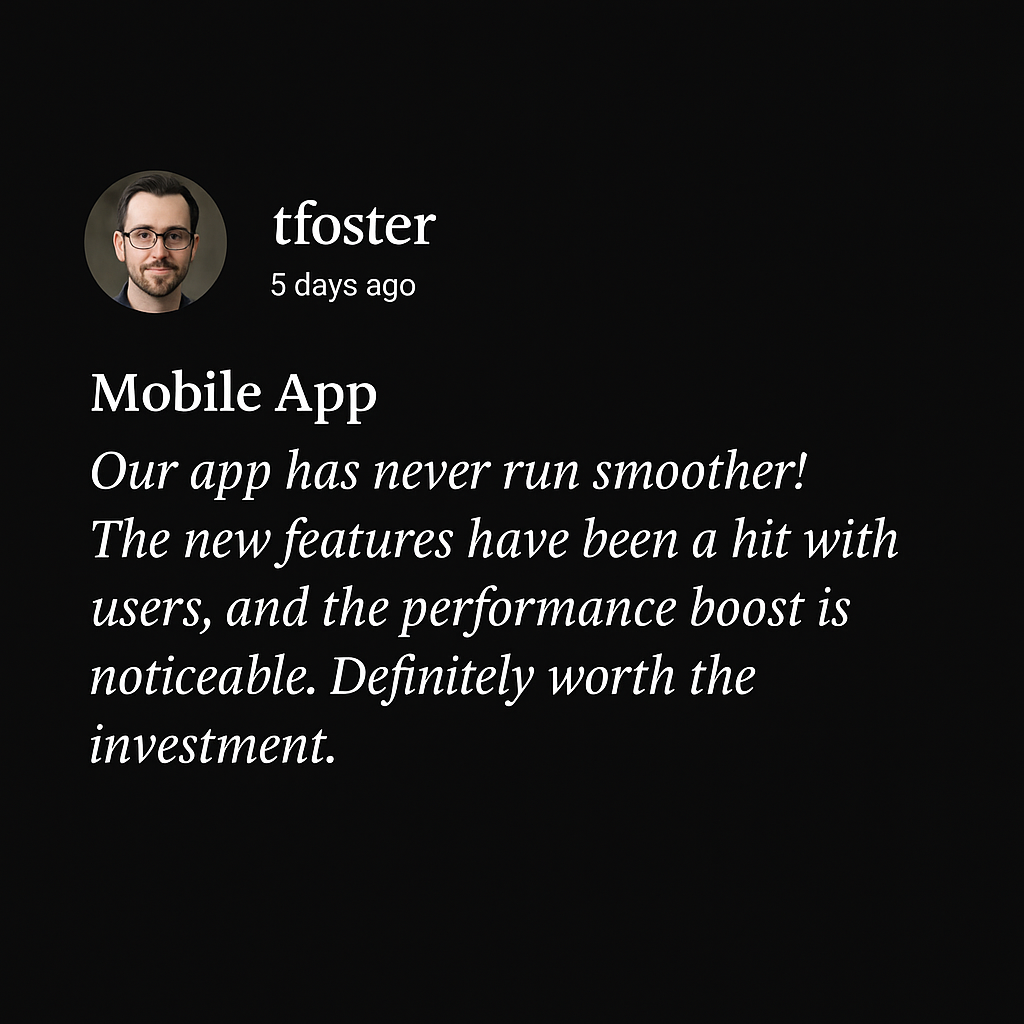 tfoster
5 days ago
Mobile App
Our app has never run smoother!
The new features have been a hit with
users, and the performance boost is
noticeable. Definitely worth the
investment.